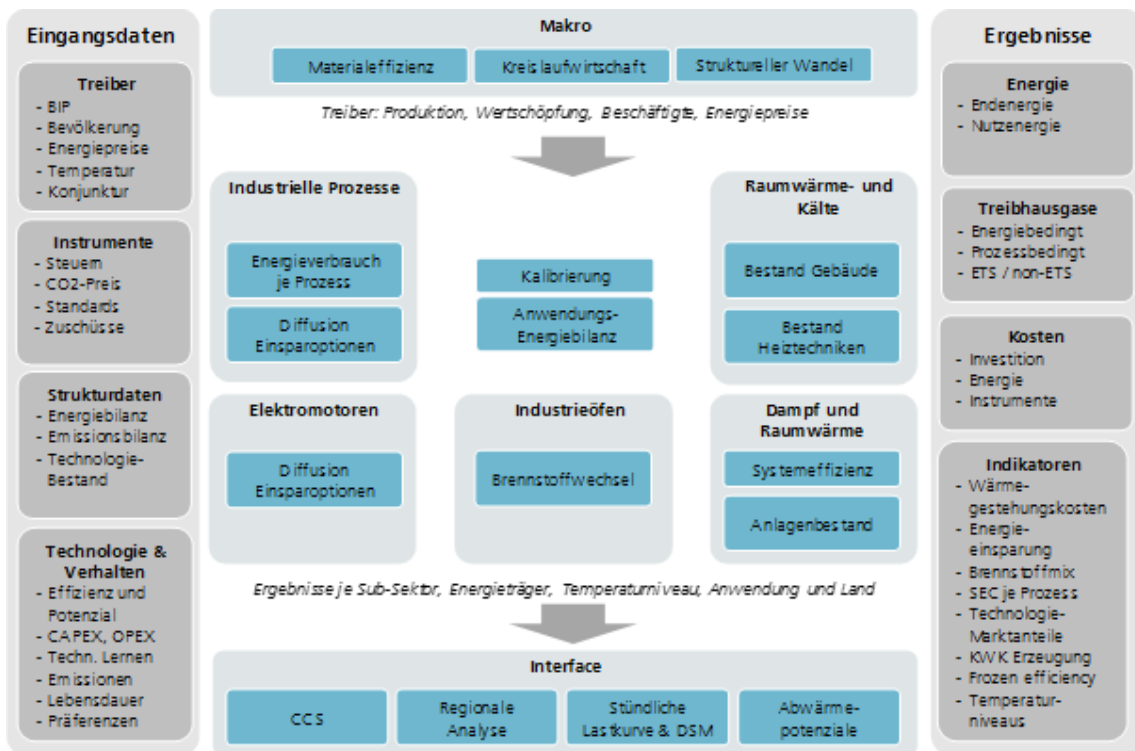 Eingangsdaten
Treiber
- BIP
- Bevölkerung
- Energiepreise
- Temperatur
- Konjunktur
Instrumente
- Steuern
- CO2-Preis
- Standards
- Zuschüsse
Strukturdaten
- Energiebilanz
- Emissionsbilanz
- Technologie-
Bestand
Technologie &
Verhalten
- Effizienz und
Potenzial
- CAPEX, OPEX
- Techn. Lernen
- Emissionen
- Lebensdauer
- Präferenzen
Makro
Materialeffizienz
Kreislaufwirtschaft
Struktureller Wandel
Treiber: Produktion, Wertschöpfung, Beschäftigte, Energiepreise
Industrielle Prozesse
Energieverbrauch
je Prozess
Diffusion
Einsparoptionen
Kalibrierung
Anwendungs-
Energiebilanz
Raumwärme- und
Kälte
Bestand Gebäude
Bestand
Heiztechniken
Elektromotoren
Diffusion
Einsparoptionen
Industrieöfen
Brennstoffwechsel
Dampf und
Raumwärme
Systemeffizienz
Anlagenbestand
Ergebnisse je Sub-Sektor, Energieträger, Temperaturniveau, Anwendung und Land
Interface
CCS
Regionale
Analyse
Stündliche
Lastkurve & DSM
Abwärme-
potenziale
Ergebnisse
Energie
- Endenergie
- Nutzenergie
Treibhausgase
- Energiebedingt
- Prozessbedingt
- ETS / non-ETS
Kosten
- Investition
- Energie
- Instrumente
Indikatoren
- Wärme-
gestehungskosten
- Energie-
einsparung
- Brennstoffmix
- SEC je Prozess
- Technologie-
Marktanteile
- KWK Erzeugung
- Frozen efficiency
- Temperatur-
niveaus